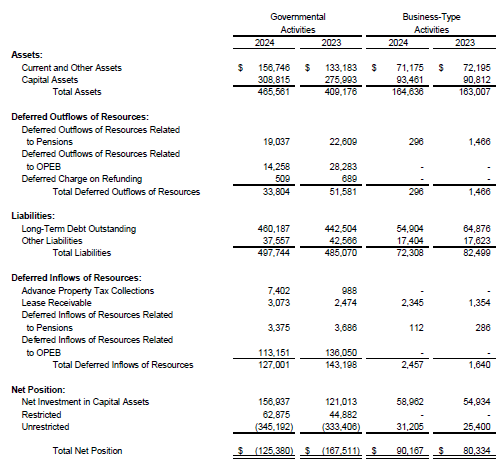 Governmental Business-Type
Activities Activities
2024 2023 2024 2023
Assets:
Current and Other Assets $ 156,746 $ 133,183 $ 71,175 $ 72,195
Capital Assets 308,815 275,993 93,461 90,812
Total Assets 465,561 409,176 164,636 163,007
Deferred Outflows of Resources:
Deferred Outflows of Resources Related
to Pensions 19,037 22,609 296 1,466
Deferred Outflows of Resources Related
to OPEB 14,258 28,283 - -
Deferred Charge on Refunding 509 689 - -
Total Deferred Outflows of Resources 33,804 51,581 296 1,466
Liabilities:
Long-Term Debt Outstanding 460,187 442,504 54,904 64,876
Other Liabilities 37,557 42,566 17,404 17,623
Total Liabilities 497,744 485,070 72,308 82,499
Deferred Inflows of Resources:
Advance Property Tax Collections 7,402 988 - -
Lease Receivable 3,073 2,474 2,345 1,354
Deferred Inflows of Resources Related
to Pensions 3,375 3,686 112 286
Deferred Inflows of Resources Related
to OPEB 113,151 136,050 - -
Total Deferred Inflows of Resources 127,001 143,198 2,457 1,640
Net Position:
Net Investment in Capital Assets 156,937 121,013 58,962 54,934
Restricted 62,875 44,882 - -
Unrestricted (345,192) (333,406) 31,205 25,400
Total Net Position $ (125,380) $ (167,511) $ 90,167 $ 80,334